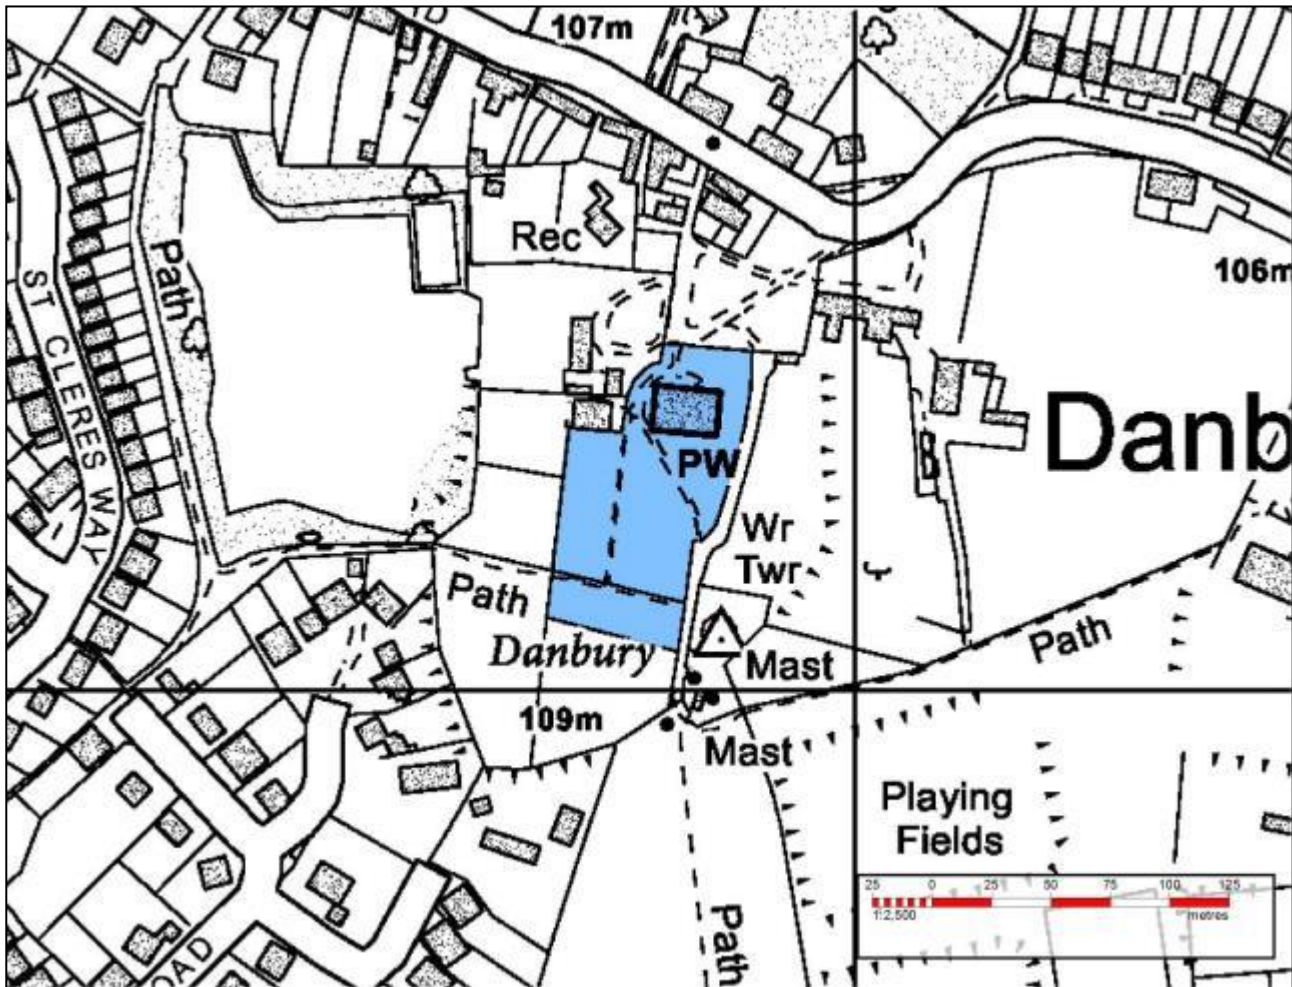 107m
Rec
Path
ST CLERES WAY
106m
Danb
PW
Wr
Twr
Path
Path
Danbury
Mast
109m
Mast
Playing
Fields
Path
OAD
25 0 25 50 75 100 125
1:2,500 metres